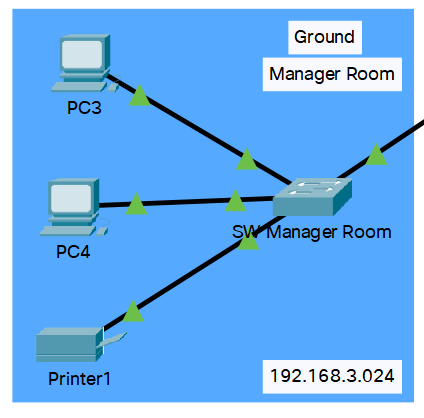 Ground
Manager Room
PC3
PC4
SW Manager Room
Printer1
192.168.3.024